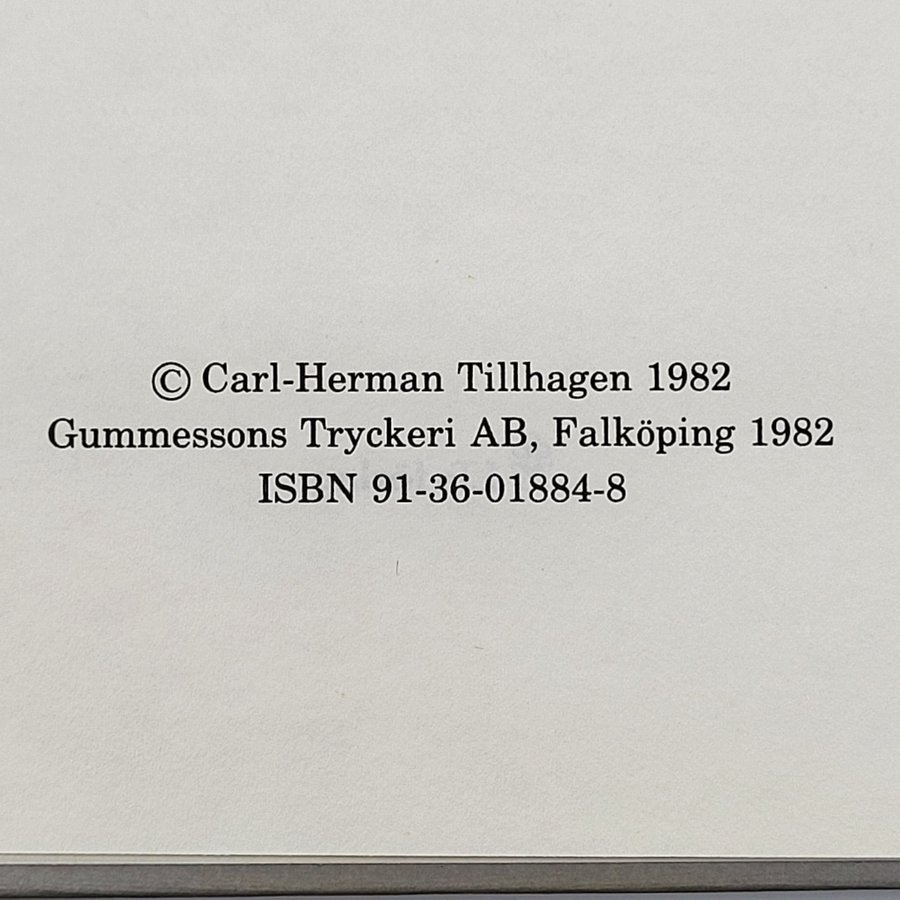 © Carl-Herman Tillhagen 1982
Gummessons Tryckeri AB, Falköping 1982
ISBN 91-36-01884-8